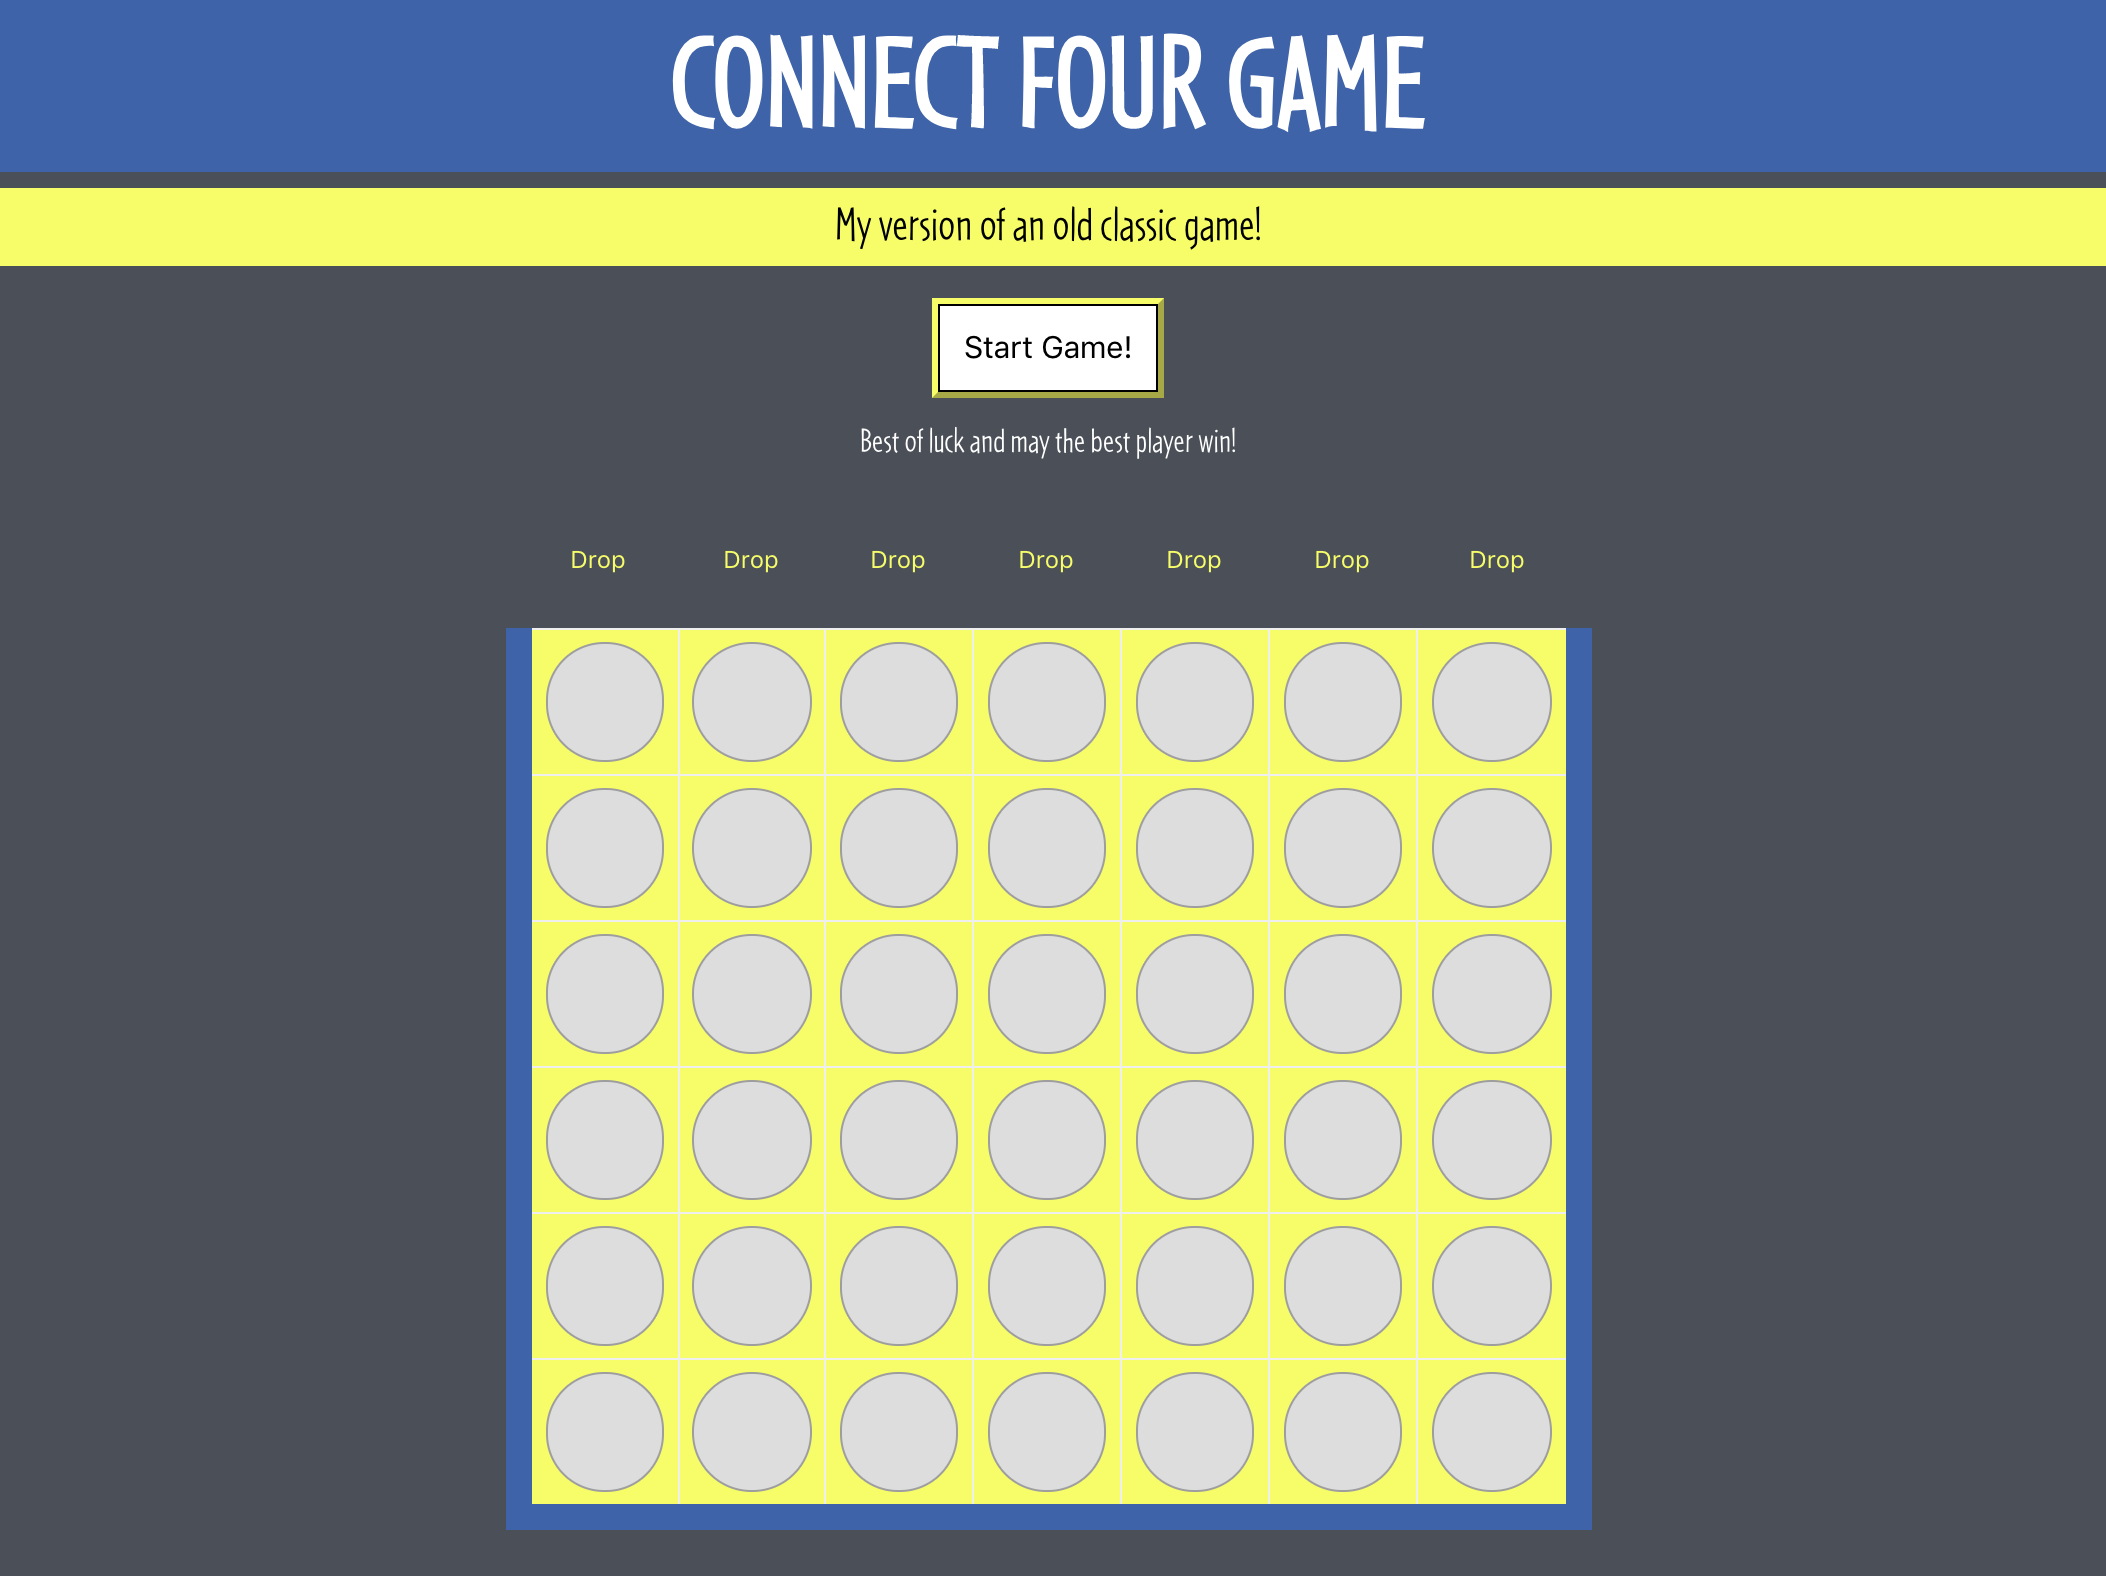 CONNECT FOUR GAME
My version of an old classic game!
Start Game!
Best of luck and may the best player win!
Drop Drop Drop Drop Drop Drop Drop